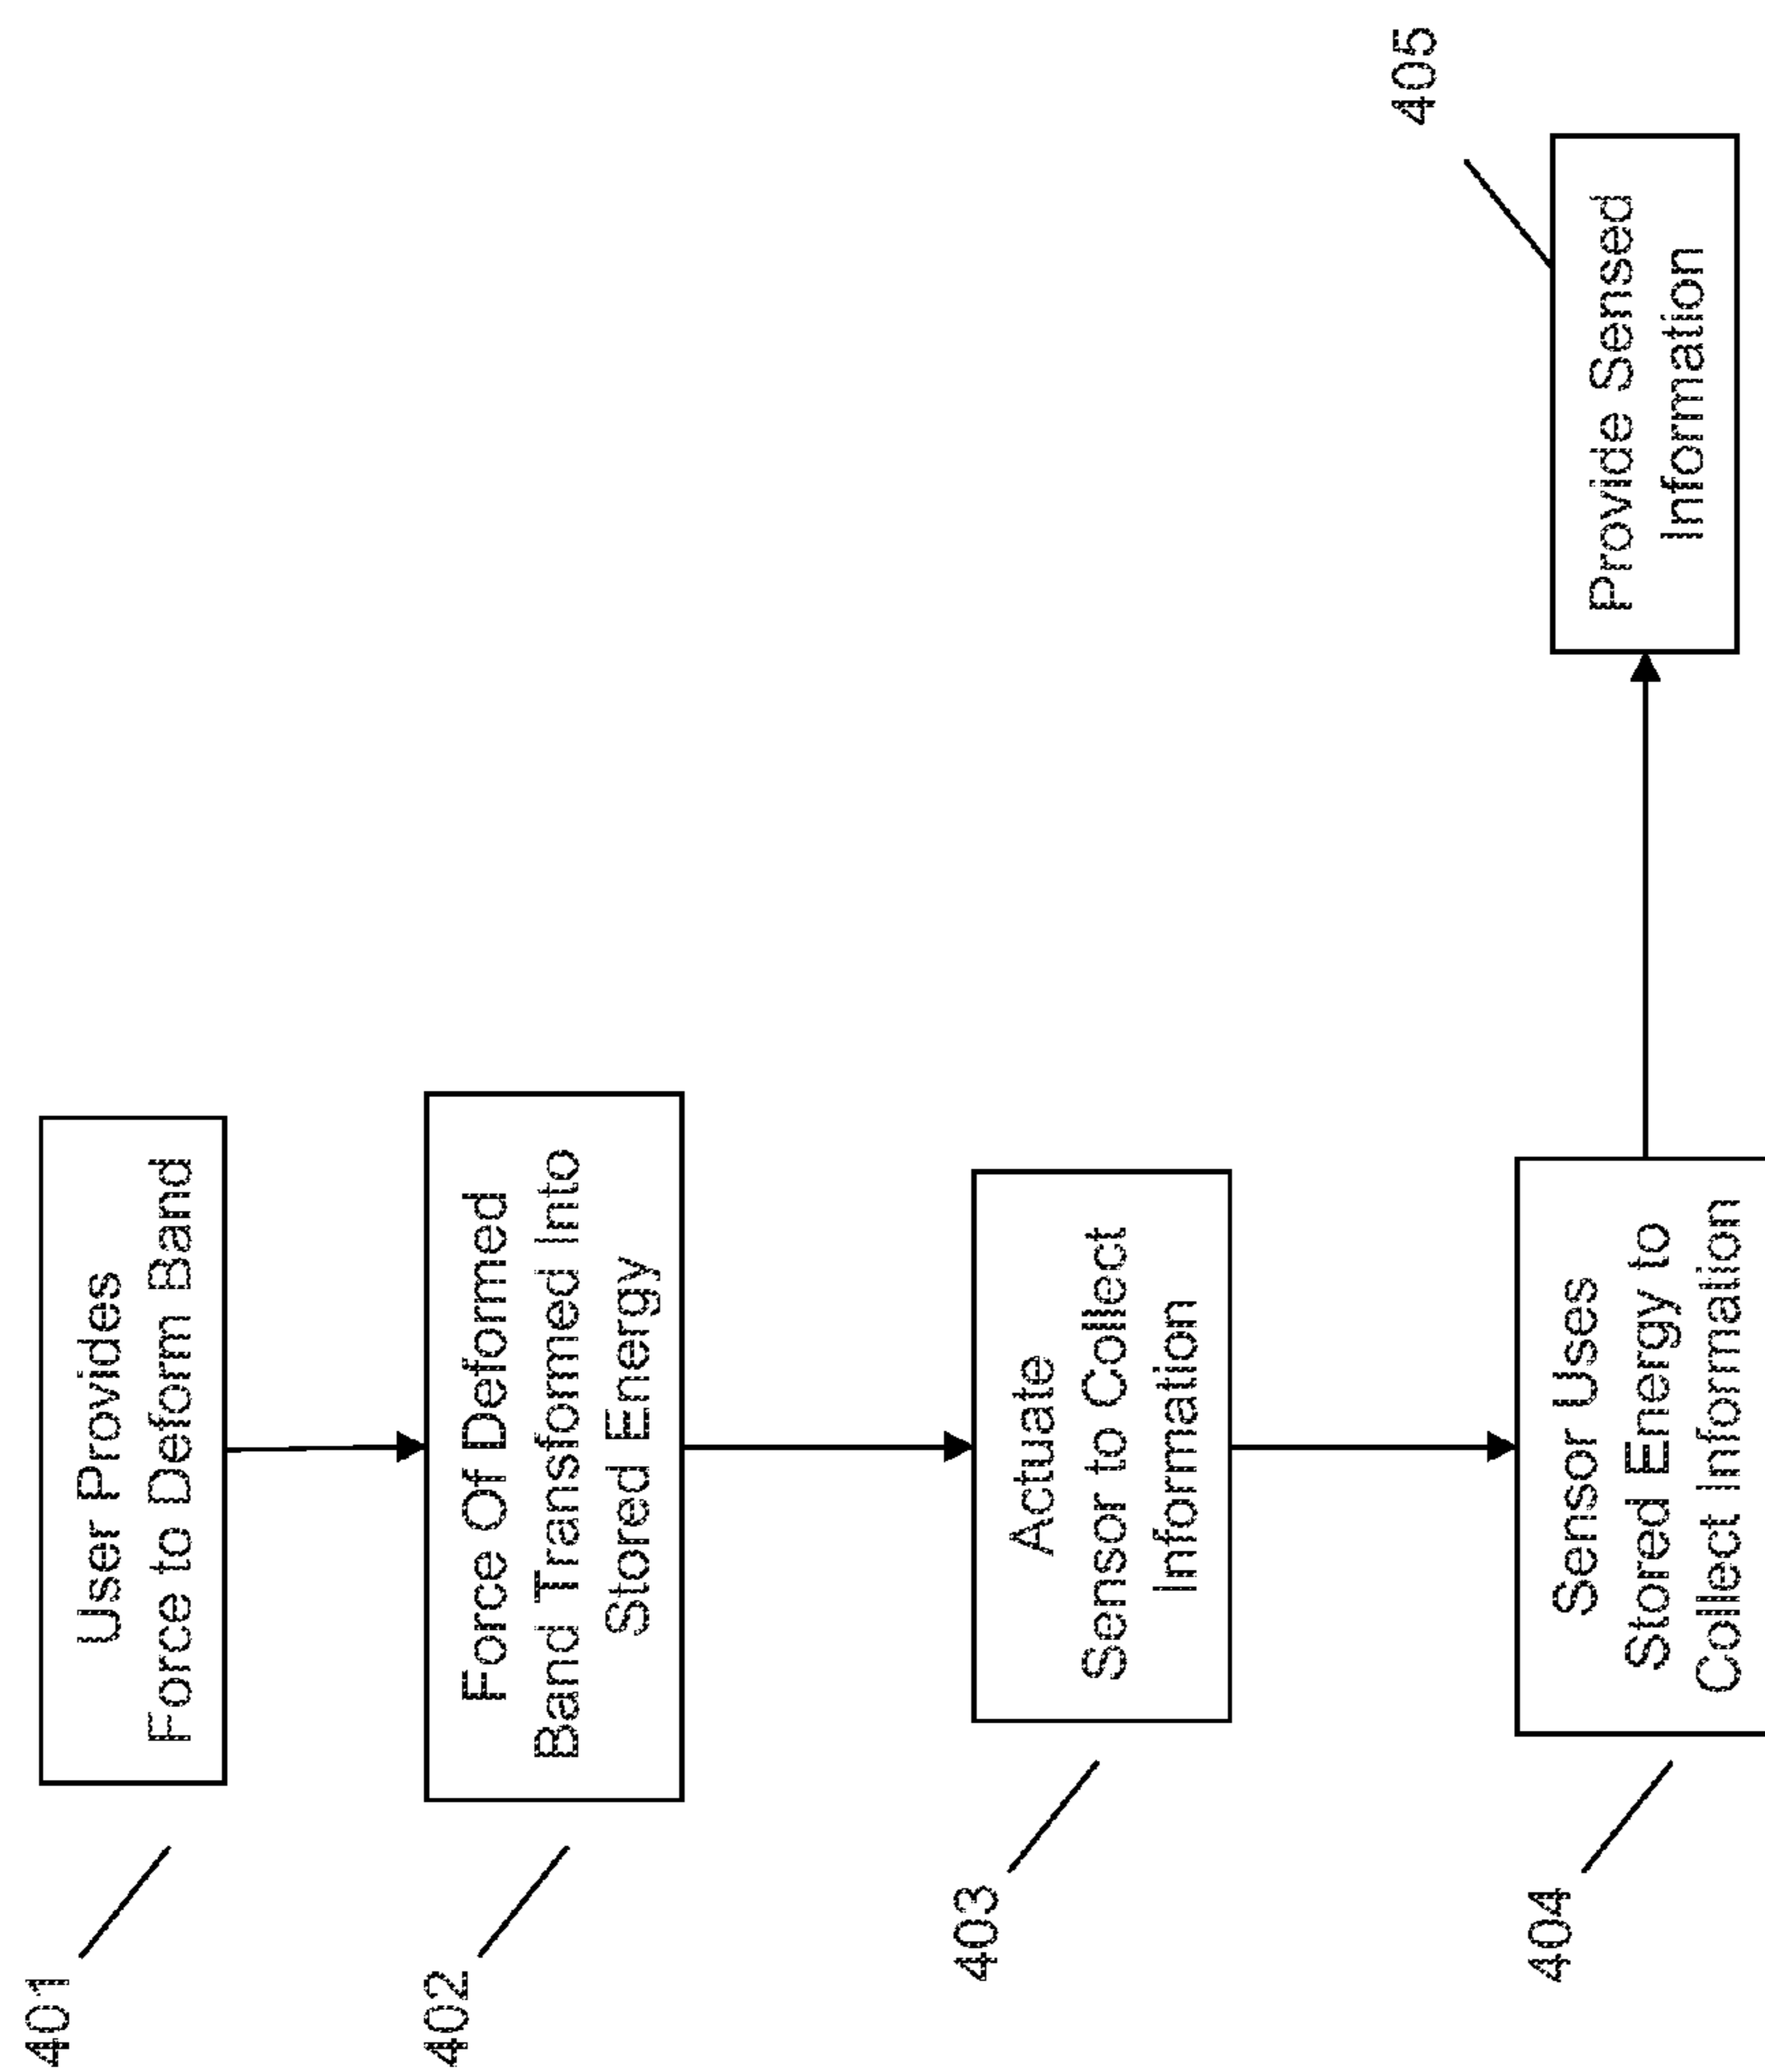 401
User Provides
Force to Deform Band
402
Force Of Deformed
Band Transformed Into
Stored Energy
403
Actuate
Sensor to Collect
Information
404
Sensor Uses
Stored Energy to
Collect Information
405
Provide Sensed
Information